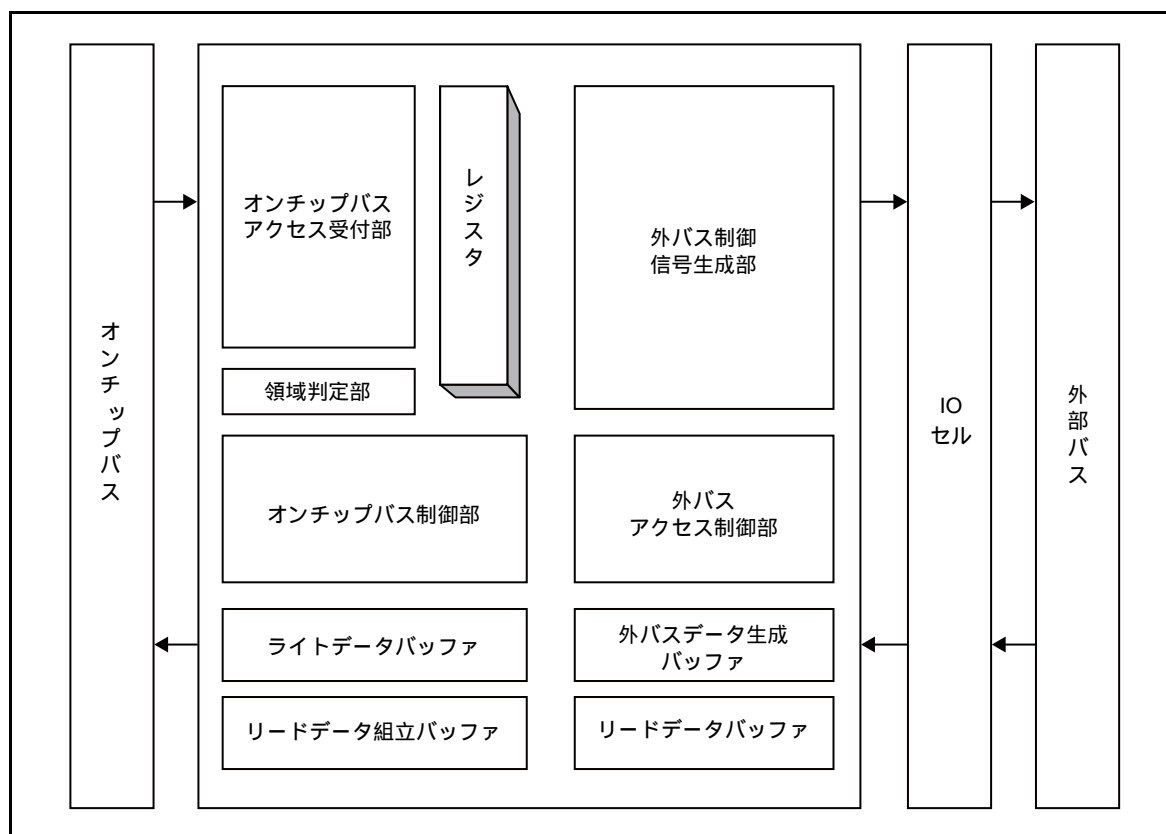 オンチップバス
オンチップバス
アクセス受付部
レジスタ
領域判定部
オンチップバス制御部
ライトデータバッファ
リードデータ組立バッファ
外バス制御
信号生成部
外バス
アクセス制御部
外バスデータ生成
バッファ
リードデータバッファ
IO
セル
外部バス